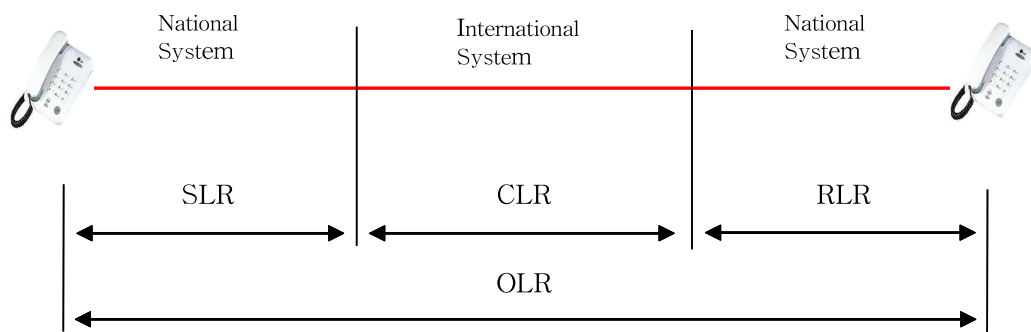 National
System
International
System
National
System
SLR
CLR
RLR
OLR